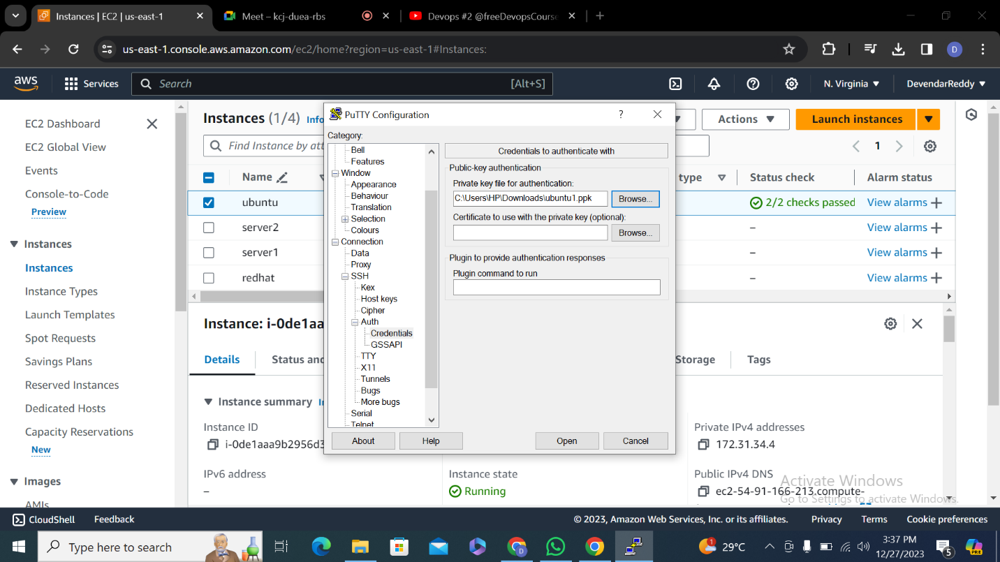 Instances | EC2 | us-east-1
Meet – kcj-duea-rbs
Devops #2 @freeDevopsCours
us-east-1.console.aws.amazon.com/ec2/home?region=us-east-1#Instances:
D
aws
Services
Search
[Alt+S]
N. Virginia
DevendarReddy
EC2 Dashboard
EC2 Global View
Events
Console-to-Code
Preview
Instances
Instances
Instance Types
Launch Templates
Spot Requests
Savings Plans
Reserved Instances
Dedicated Hosts
Capacity Reservations
New
Images
AMIs
Instances (1/4) Info
Actions
Launch instances
Find Instance by att
1
Name
type
Status check
Alarm status
ubuntu
2/2 checks passed
View alarms +
server2
–
View alarms +
server1
–
View alarms +
redhat
–
View alarms +
Instance: i-0de1aa
Details
Status and
Storage
Tags
Instance summary
Instance ID
i-0de1aaa9b2956d3
Private IPv4 addresses
172.31.34.4
IPv6 address
–
Instance state
Running
Public IPv4 DNS
ec2-54-91-166-213.compute-
PuTTY Configuration
?
Category:
Bell
Features
Window
Appearance
Behaviour
Translation
Selection
Colours
Connection
Data
Proxy
SSH
Kex
Host keys
Cipher
Auth
Credentials
GSSAPI
TTY
X11
Tunnels
Bugs
More bugs
Serial
Telnet
Credentials to authenticate with
Public-key authentication
Private key file for authentication:
C:\Users\HP\Downloads\ubuntu1.ppk
Browse...
Certificate to use with the private key (optional):
Browse...
Plugin to provide authentication responses
Plugin command to run
About
Help
Open
Cancel
Activate Windows
Go to Settings to activate Windows.
CloudShell
Feedback
© 2023, Amazon Web Services, Inc. or its affiliates.
Privacy
Terms
Cookie preferences
Type here to search
1
29°C
3:37 PM
12/27/2023
5
PRE